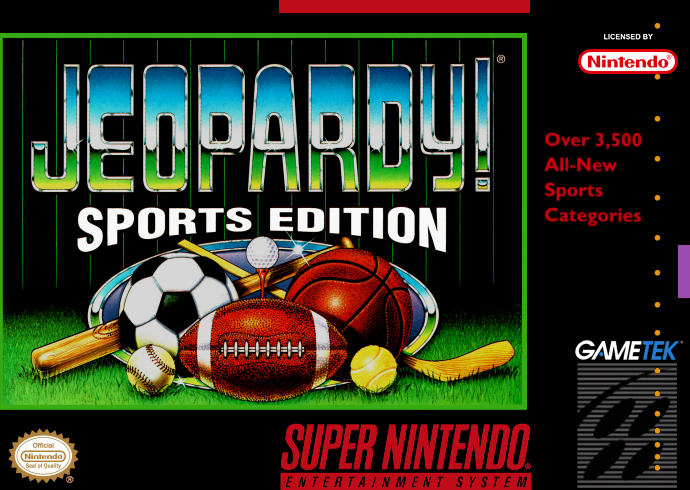 LICENSED BY
Nintendo®
JEOPARDY!®
SPORTS EDITION
Over 3,500
All-New
Sports
Categories
GAMETEK
Official
Nintendo
Seal of Quality
®
SUPER NINTENDO®
ENTERTAINMENT SYSTEM